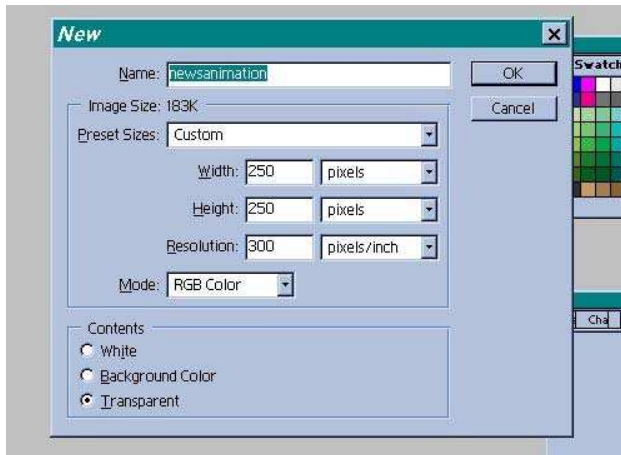 New
Name: newsanimation
OK
Cancel
Image Size: 183K
Preset Sizes: Custom
Width: 250 pixels
Height: 250 pixels
Resolution: 300 pixels/inch
Mode: RGB Color
Contents
White
Background Color
Transparent
Swatch
Cha